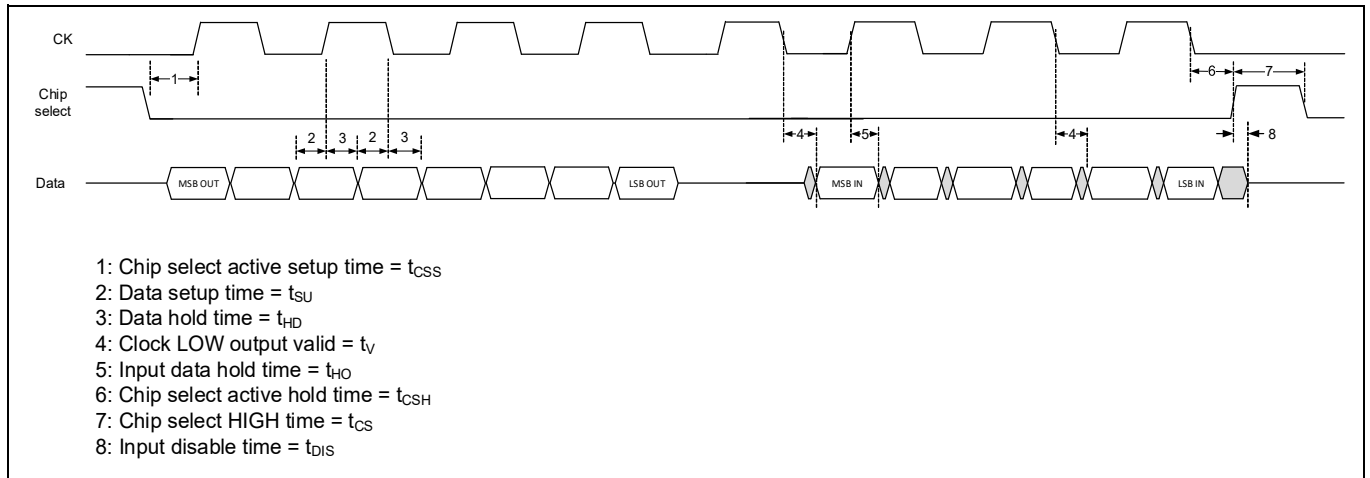 CK
1
6
7
Chip
select
2
3
2
3
4
5
4
8
Data
MSB OUT
LSB OUT
MSB IN
LSB IN
1: Chip select active setup time = tCSS
2: Data setup time = tSU
3: Data hold time = tHD
4: Clock LOW output valid = tV
5: Input data hold time = tHO
6: Chip select active hold time = tCSH
7: Chip select HIGH time = tCS
8: Input disable time = tDIS